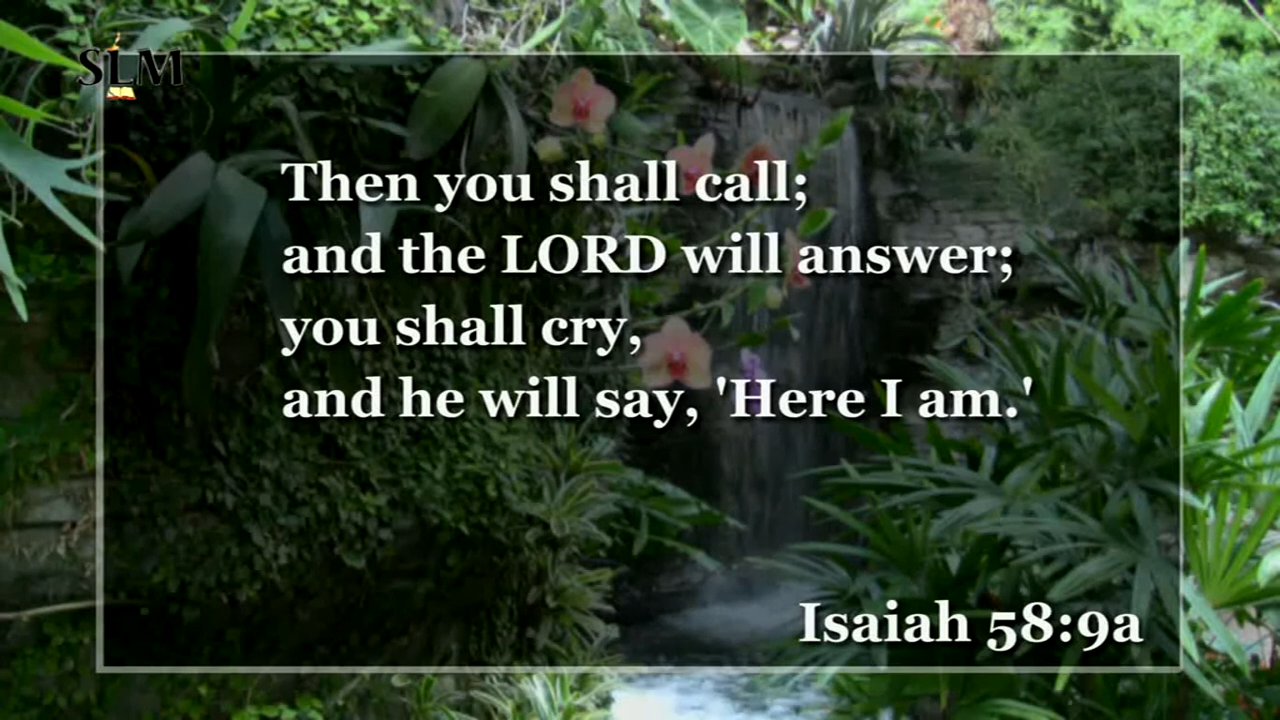 SLM
Then you shall call;
and the LORD will answer;
you shall cry,
and he will say, 'Here I am.'
Isaiah 58:9a